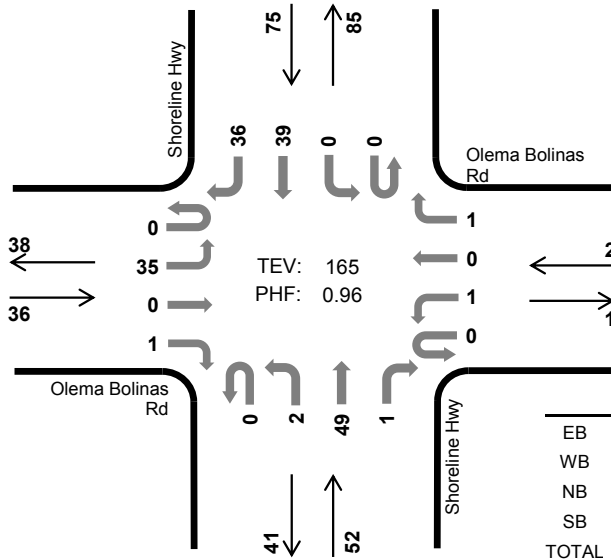 75
85
Shoreline Hwy
36
39
0
0
Olema Bolinas
Rd
0
1
38
35
TEV: 165
0
2
36
0
PHF: 0.96
1
1
1
0
Olema Bolinas
Rd
0
2
49
1
Shoreline Hwy
41
52
EB
WB
NB
SB
TOTAL